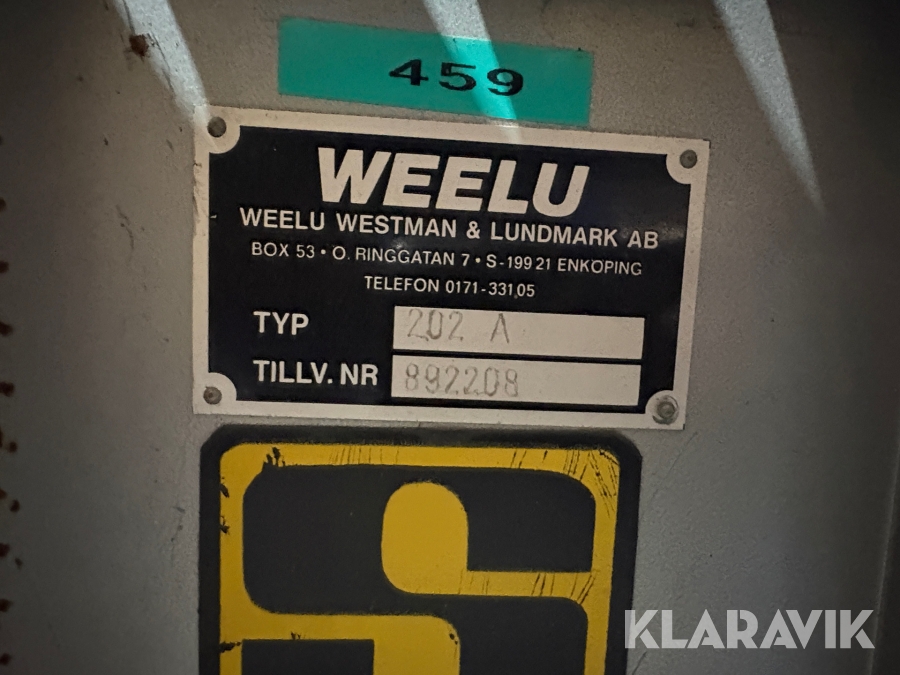 459
WEELU
WEELU WESTMAN & LUNDMARK AB
BOX 53 • O. RINGGATAN 7 • S-199 21 ENKÖPING
TELEFON 0171-331 05
TYP 202 A
TILLV. NR 892208
KLARAVIK